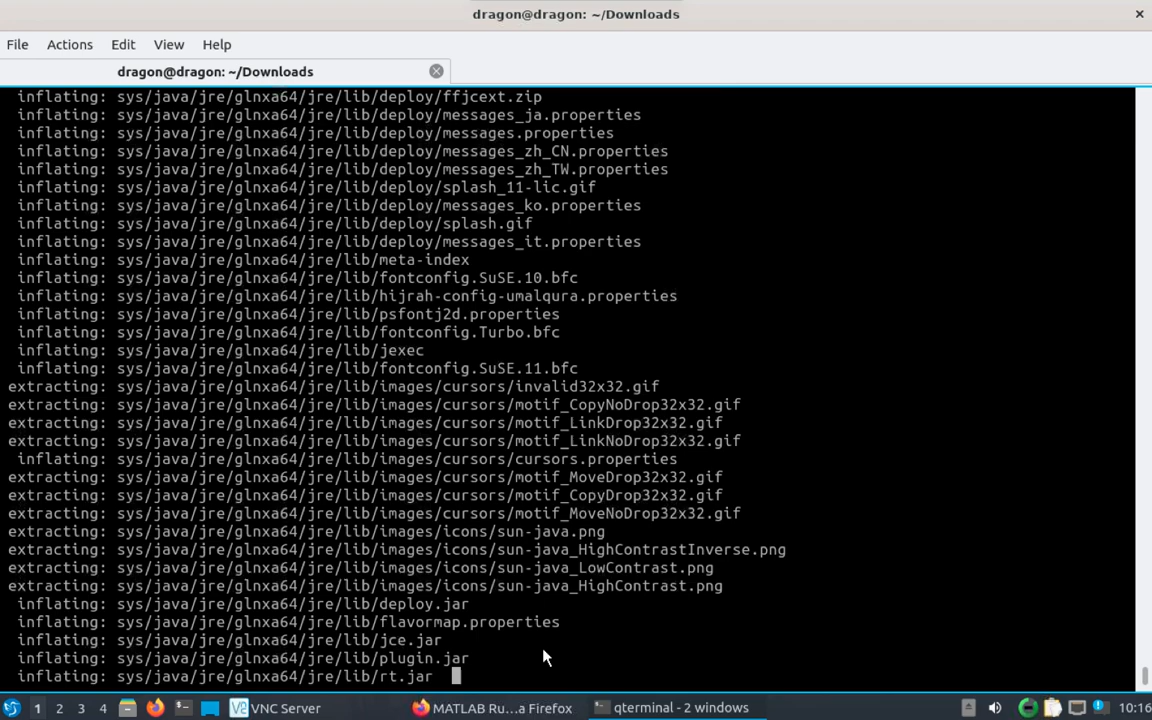 dragon@dragon: ~/Downloads
File Actions Edit View Help
dragon@dragon: ~/Downloads
inflating: sys/java/jre/glnxa64/jre/lib/deploy/ffjcext.zip
inflating: sys/java/jre/glnxa64/jre/lib/deploy/messages_ja.properties
inflating: sys/java/jre/glnxa64/jre/lib/deploy/messages.properties
inflating: sys/java/jre/glnxa64/jre/lib/deploy/messages_zh_CN.properties
inflating: sys/java/jre/glnxa64/jre/lib/deploy/messages_zh_TW.properties
inflating: sys/java/jre/glnxa64/jre/lib/deploy/splash_11-lic.gif
inflating: sys/java/jre/glnxa64/jre/lib/deploy/messages_ko.properties
inflating: sys/java/jre/glnxa64/jre/lib/deploy/splash.gif
inflating: sys/java/jre/glnxa64/jre/lib/deploy/messages_it.properties
inflating: sys/java/jre/glnxa64/jre/lib/meta-index
inflating: sys/java/jre/glnxa64/jre/lib/fontconfig.SuSE.10.bfc
inflating: sys/java/jre/glnxa64/jre/lib/hijrah-config-umalqura.properties
inflating: sys/java/jre/glnxa64/jre/lib/psfontj2d.properties
inflating: sys/java/jre/glnxa64/jre/lib/fontconfig.Turbo.bfc
inflating: sys/java/jre/glnxa64/jre/lib/jexec
inflating: sys/java/jre/glnxa64/jre/lib/fontconfig.SuSE.11.bfc
extracting: sys/java/jre/glnxa64/jre/lib/images/cursors/invalid32x32.gif
extracting: sys/java/jre/glnxa64/jre/lib/images/cursors/motif_CopyNoDrop32x32.gif
extracting: sys/java/jre/glnxa64/jre/lib/images/cursors/motif_LinkDrop32x32.gif
extracting: sys/java/jre/glnxa64/jre/lib/images/cursors/motif_LinkNoDrop32x32.gif
inflating: sys/java/jre/glnxa64/jre/lib/images/cursors/cursors.properties
extracting: sys/java/jre/glnxa64/jre/lib/images/cursors/motif_MoveDrop32x32.gif
extracting: sys/java/jre/glnxa64/jre/lib/images/cursors/motif_CopyDrop32x32.gif
extracting: sys/java/jre/glnxa64/jre/lib/images/cursors/motif_MoveNoDrop32x32.gif
extracting: sys/java/jre/glnxa64/jre/lib/images/icons/sun-java.png
extracting: sys/java/jre/glnxa64/jre/lib/images/icons/sun-java_HighContrastInverse.png
extracting: sys/java/jre/glnxa64/jre/lib/images/icons/sun-java_LowContrast.png
extracting: sys/java/jre/glnxa64/jre/lib/images/icons/sun-java_HighContrast.png
inflating: sys/java/jre/glnxa64/jre/lib/deploy.jar
inflating: sys/java/jre/glnxa64/jre/lib/flavormap.properties
inflating: sys/java/jre/glnxa64/jre/lib/jce.jar
inflating: sys/java/jre/glnxa64/jre/lib/plugin.jar
inflating: sys/java/jre/glnxa64/jre/lib/rt.jar
1 2 3 4 VNC Server MATLAB Ru...a Firefox qterminal - 2 windows 10:16